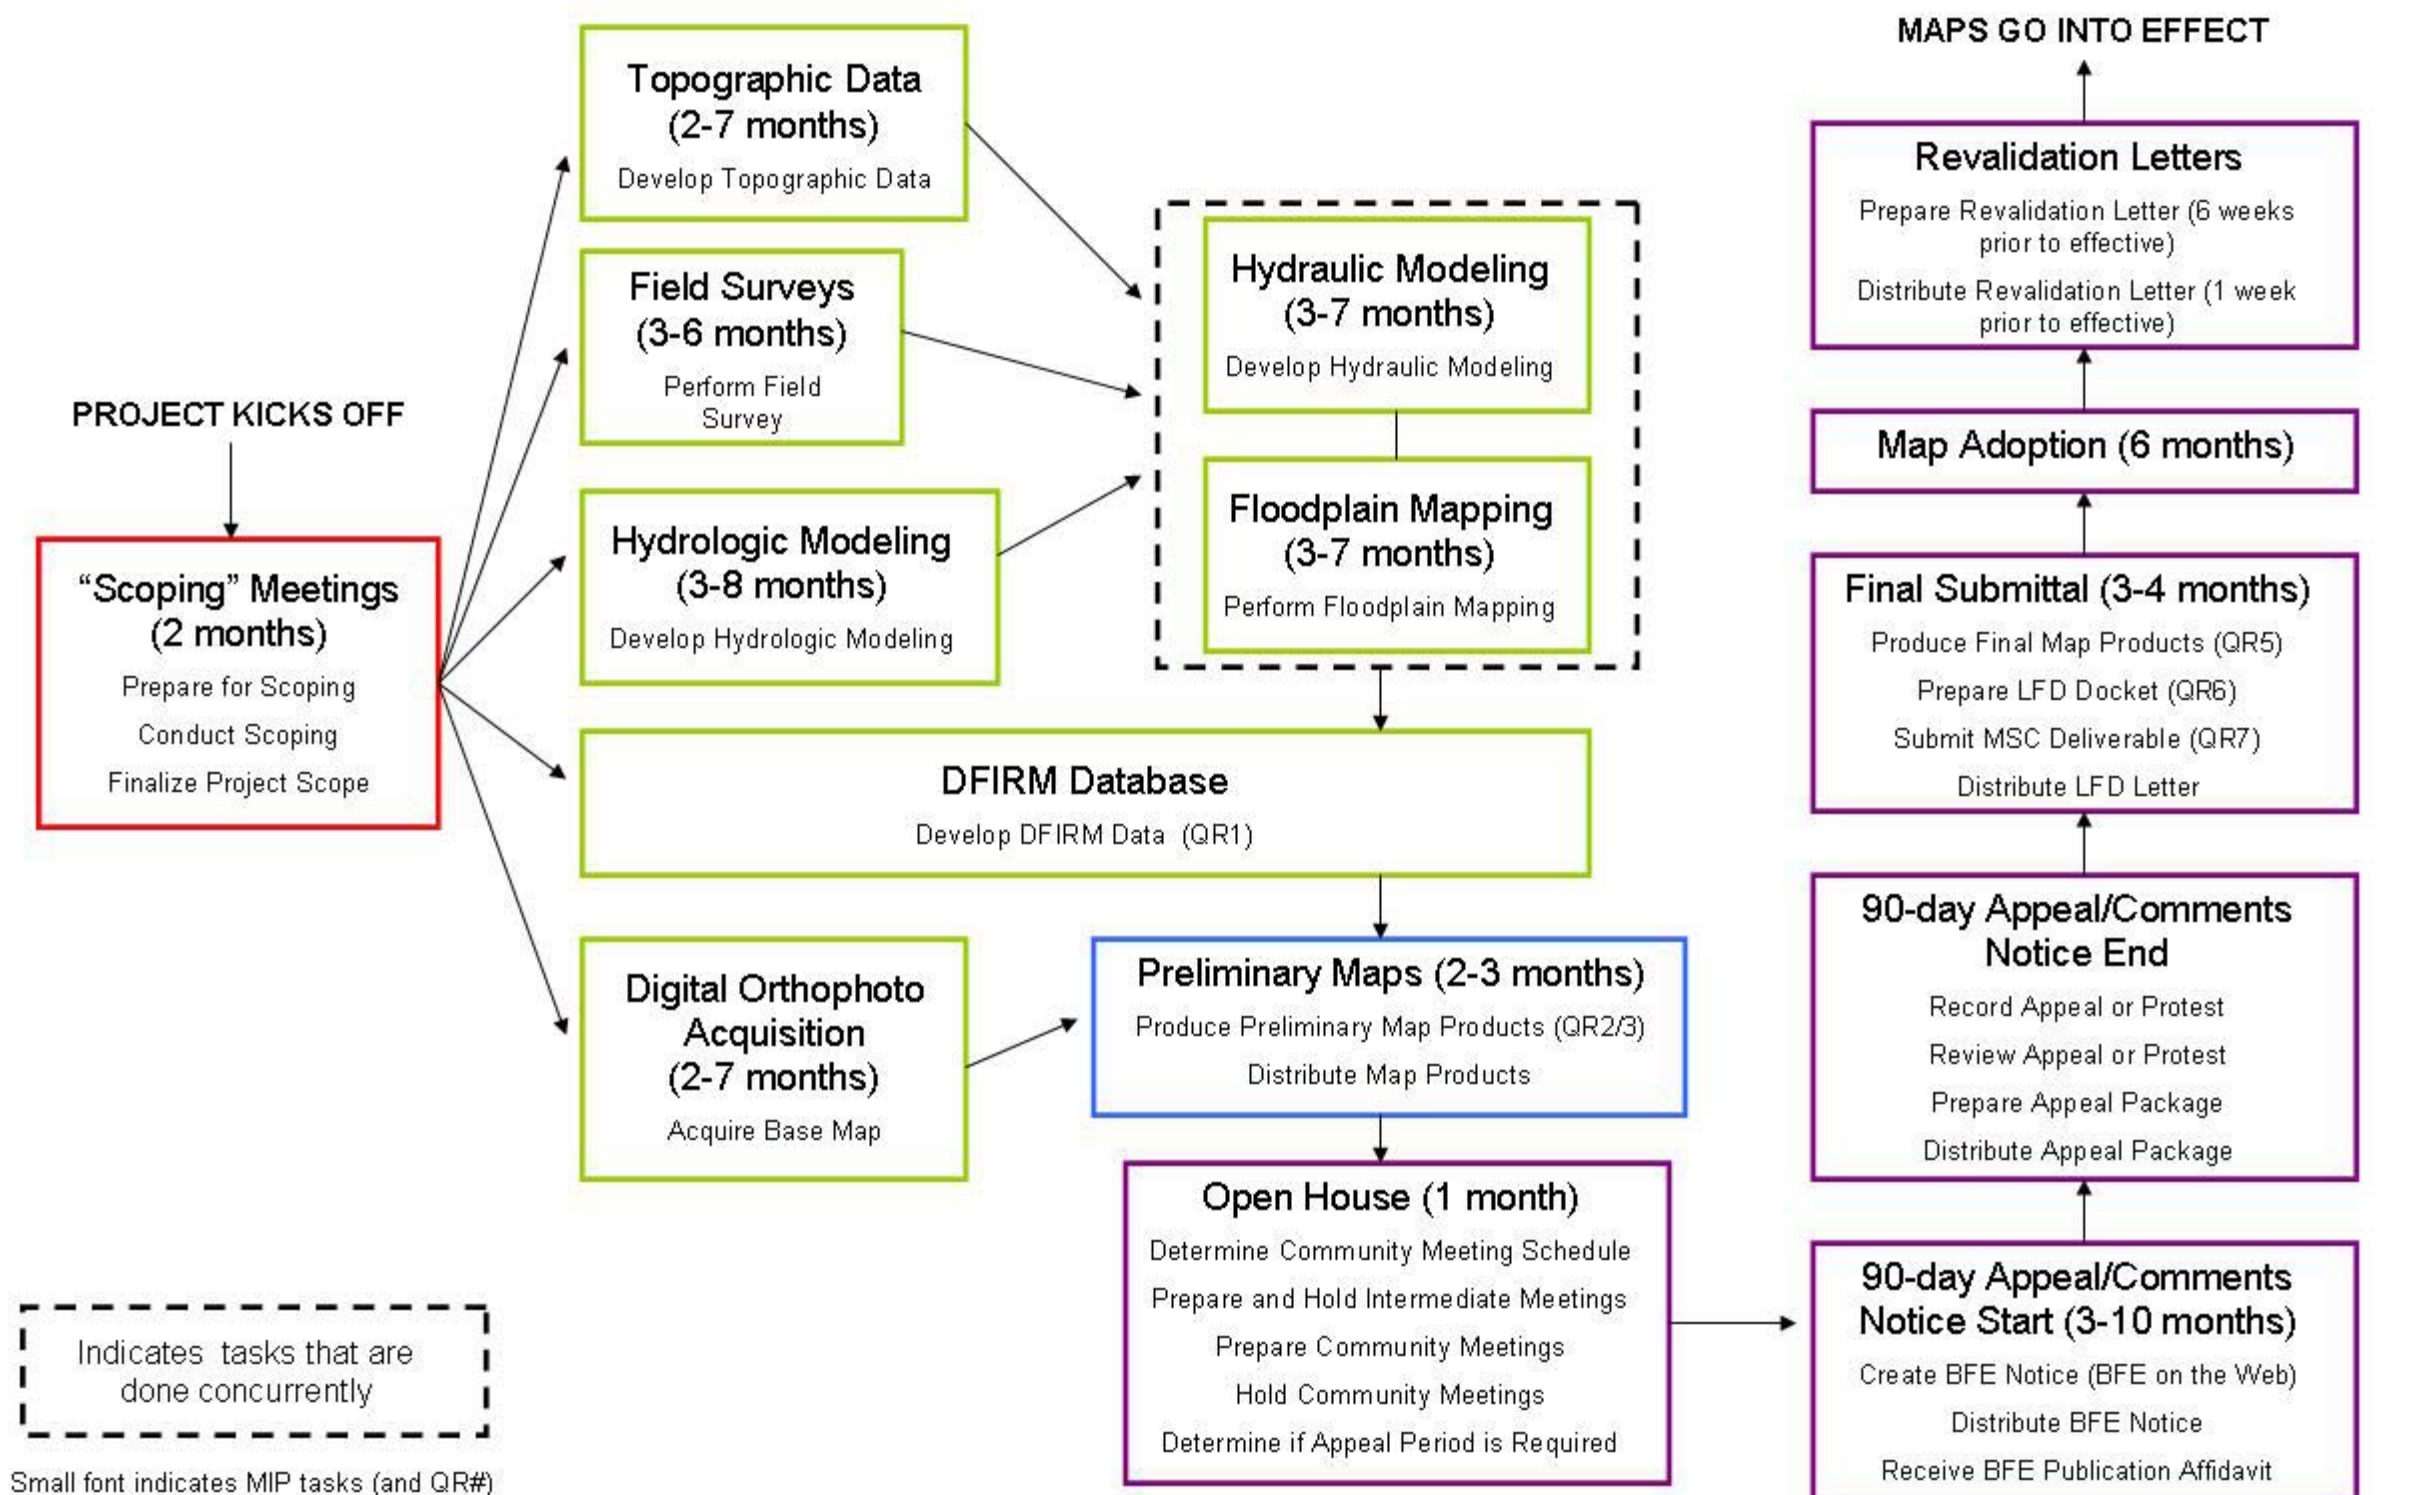 PROJECT KICKS OFF
“Scoping” Meetings
(2 months)
Prepare for Scoping
Conduct Scoping
Finalize Project Scope
Topographic Data
(2-7 months)
Develop Topographic Data
Field Surveys
(3-6 months)
Perform Field
Survey
Hydrologic Modeling
(3-8 months)
Develop Hydrologic Modeling
Hydraulic Modeling
(3-7 months)
Develop Hydraulic Modeling
Floodplain Mapping
(3-7 months)
Perform Floodplain Mapping
DFIRM Database
Develop DFIRM Data (QR1)
Digital Orthophoto
Acquisition
(2-7 months)
Acquire Base Map
Preliminary Maps (2-3 months)
Produce Preliminary Map Products (QR2/3)
Distribute Map Products
Open House (1 month)
Determine Community Meeting Schedule
Prepare and Hold Intermediate Meetings
Prepare Community Meetings
Hold Community Meetings
Determine if Appeal Period is Required
90-day Appeal/Comments
Notice Start (3-10 months)
Create BFE Notice (BFE on the Web)
Distribute BFE Notice
Receive BFE Publication Affidavit
90-day Appeal/Comments
Notice End
Record Appeal or Protest
Review Appeal or Protest
Prepare Appeal Package
Distribute Appeal Package
Final Submittal (3-4 months)
Produce Final Map Products (QR5)
Prepare LFD Docket (QR6)
Submit MSC Deliverable (QR7)
Distribute LFD Letter
Map Adoption (6 months)
Revalidation Letters
Prepare Revalidation Letter (6 weeks
prior to effective)
Distribute Revalidation Letter (1 week
prior to effective)
MAPS GO INTO EFFECT
Indicates tasks that are
done concurrently
Small font indicates MIP tasks (and QR#)